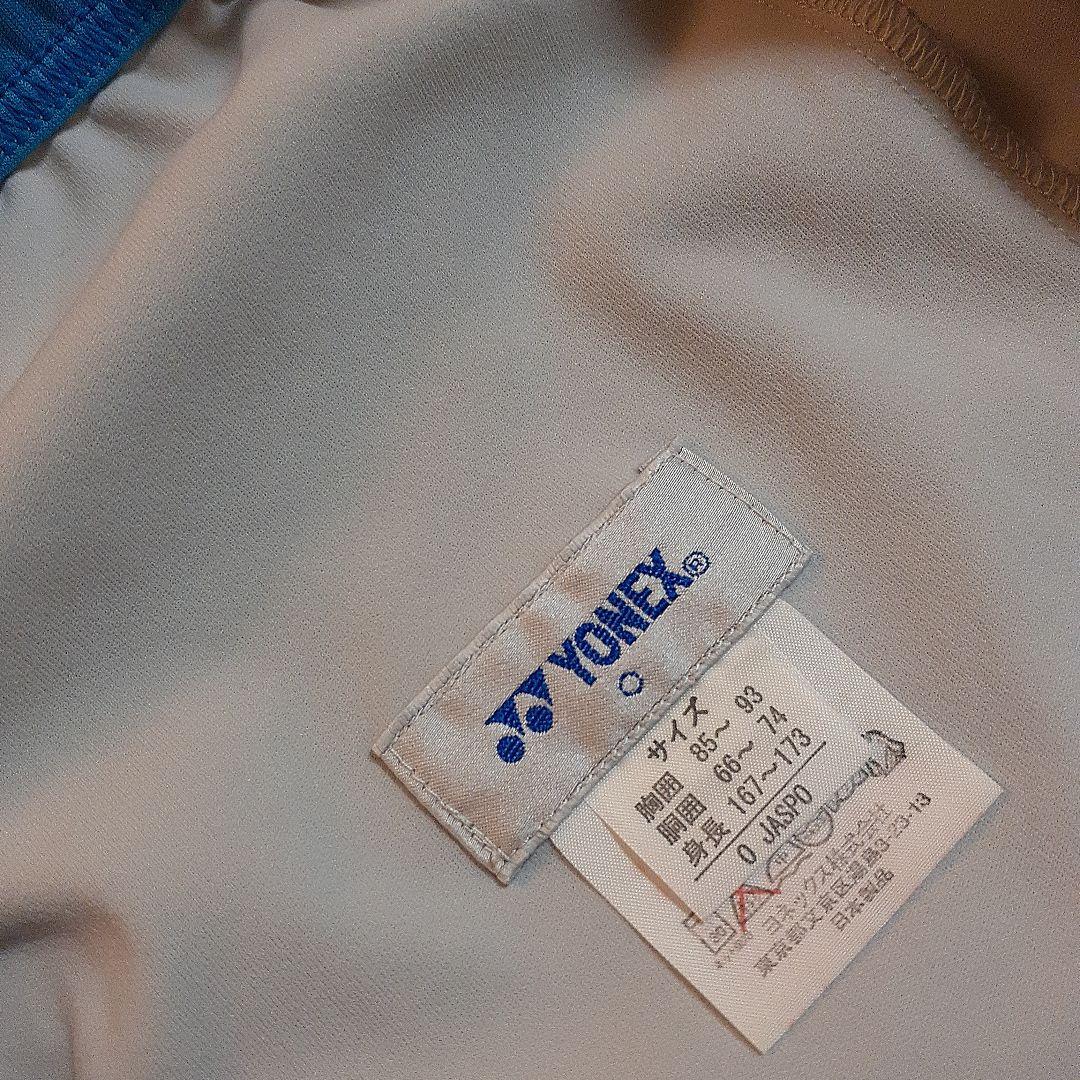 YONEX®
O
サイズ
胸囲 85～ 93
胴囲 66～ 74
身長 167～173
O JASPO
ヨネックス株式会社
東京都文京区湯島3-23-13
日本製品